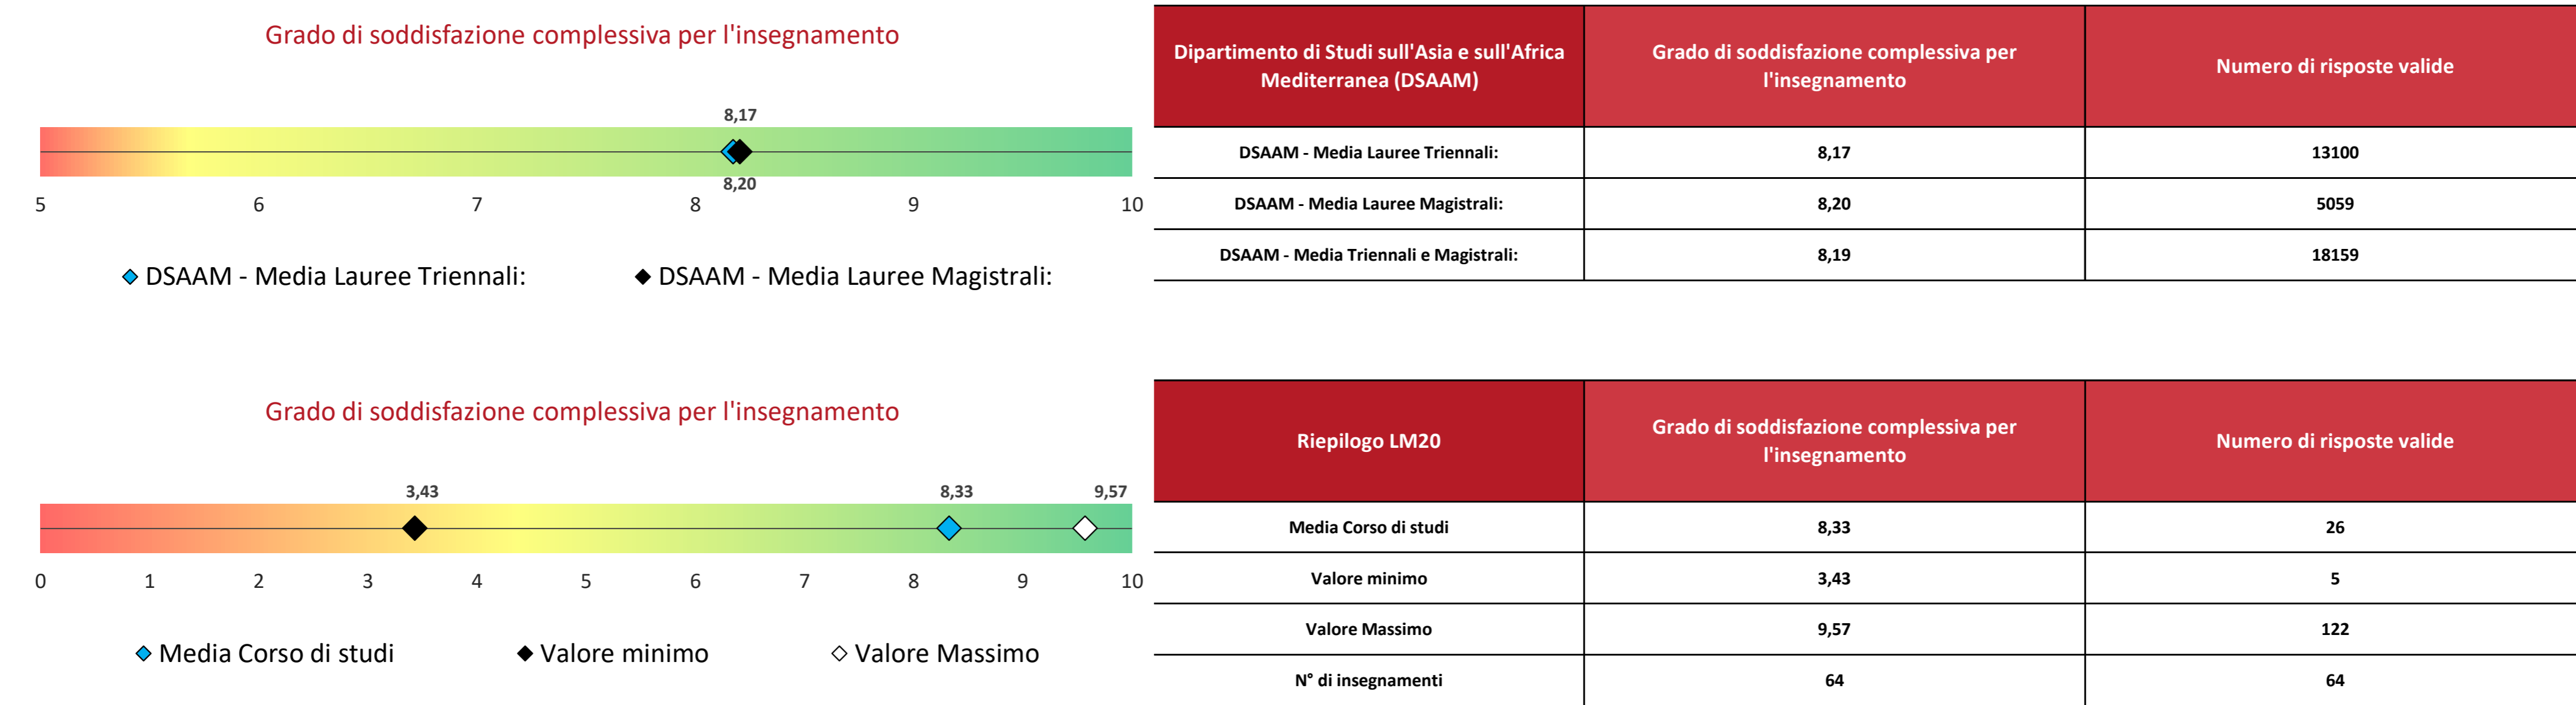 Grado di soddisfazione complessiva per l'insegnamento
8,17
8,20
5 6 7 8 9 10
DSAAM - Media Lauree Triennali: DSAAM - Media Lauree Magistrali:
Dipartimento di Studi sull'Asia e sull'Africa
Mediterranea (DSAAM)
Grado di soddisfazione complessiva per
l'insegnamento
Numero di risposte valide
DSAAM - Media Lauree Triennali: 8,17 13100
DSAAM - Media Lauree Magistrali: 8,20 5059
DSAAM - Media Triennali e Magistrali: 8,19 18159
Grado di soddisfazione complessiva per l'insegnamento
3,43 8,33 9,57
0 1 2 3 4 5 6 7 8 9 10
Media Corso di studi Valore minimo Valore Massimo
Riepilogo LM20
Grado di soddisfazione complessiva per
l'insegnamento
Numero di risposte valide
Media Corso di studi 8,33 26
Valore minimo 3,43 5
Valore Massimo 9,57 122
N° di insegnamenti 64 64